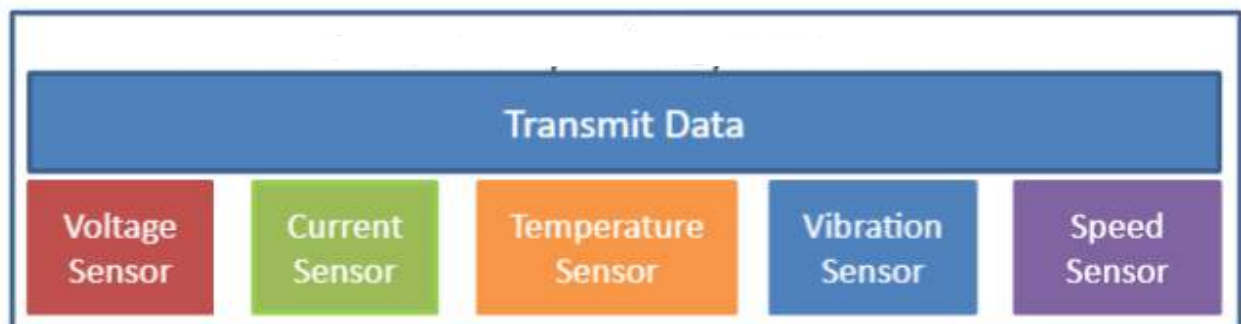 Transmit Data
Voltage
Sensor
Current
Sensor
Temperature
Sensor
Vibration
Sensor
Speed
Sensor